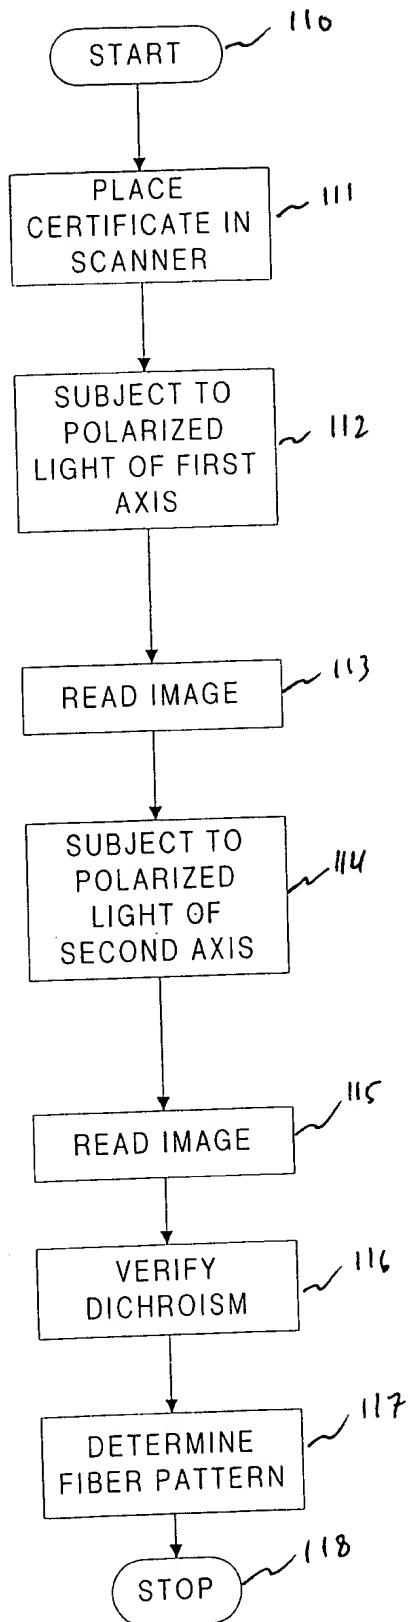 110
START
PLACE
CERTIFICATE IN
SCANNER
111
SUBJECT TO
POLARIZED
LIGHT OF FIRST
AXIS
112
READ IMAGE
113
SUBJECT TO
POLARIZED
LIGHT OF
SECOND AXIS
114
READ IMAGE
115
VERIFY
DICHROISM
116
DETERMINE
FIBER PATTERN
117
STOP
118